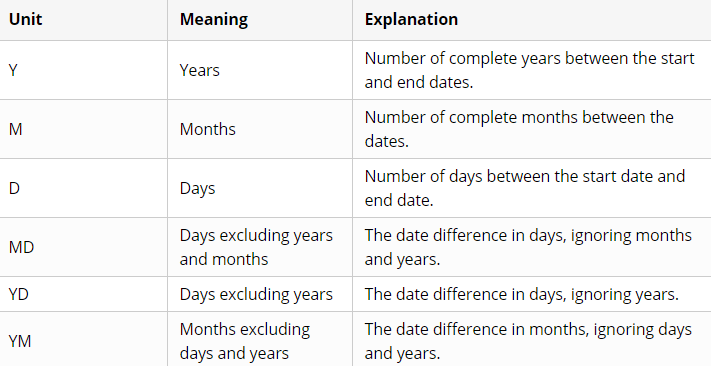 Unit Meaning Explanation
Y Years Number of complete years between the start
and end dates.
M Months Number of complete months between the
dates.
D Days Number of days between the start date and
end date.
MD Days excluding years The date difference in days, ignoring months
and months and years.
YD Days excluding years The date difference in days, ignoring years.
YM Months excluding The date difference in months, ignoring days
days and years and years.